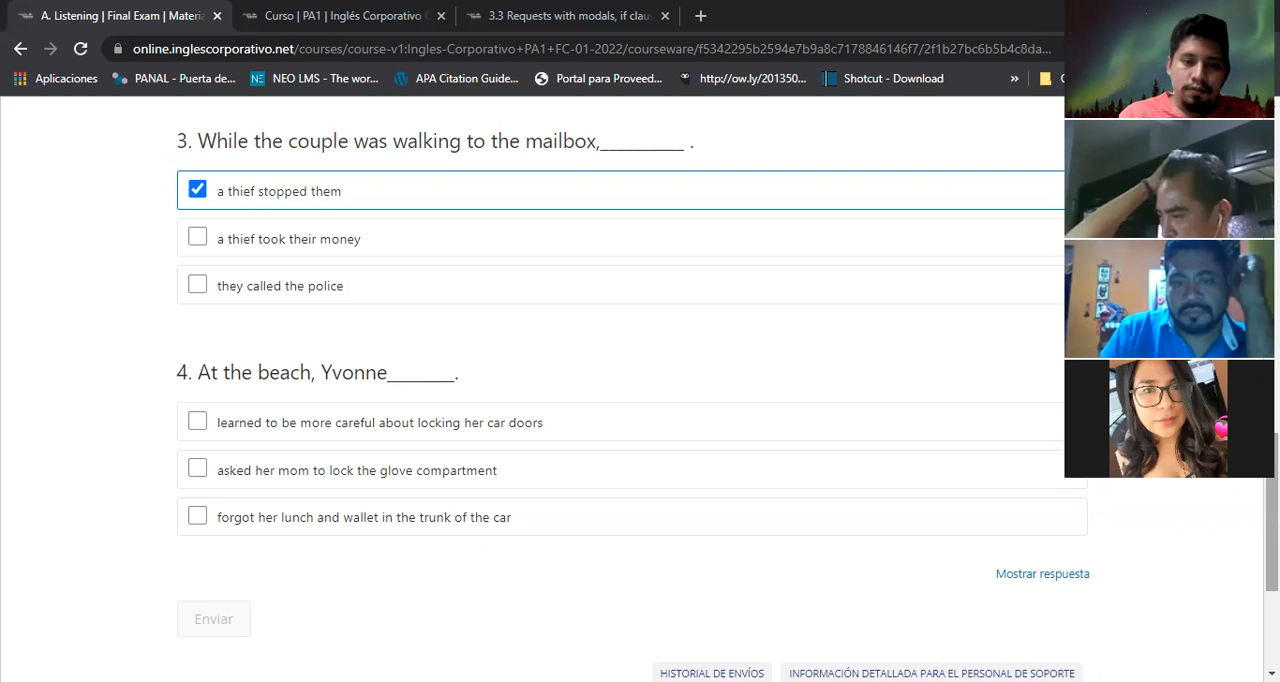 A. Listening | Final Exam | Materia
Curso | PA1 | Inglés Corporativo
3.3 Requests with modals, if claus
online.inglescorporativo.net/courses/course-v1:Ingles-Corporativo+PA1+FC-01-2022/courseware/f5342295b2594e7b9a8c7178846146f7/2f1b27bc6b5b4c8da...
Aplicaciones PANAL - Puerta de... NEO LMS - The wor... APA Citation Guide... Portal para Proveed... http://ow.ly/201350... Shotcut - Download »
3. While the couple was walking to the mailbox,__________ .
a thief stopped them
a thief took their money
they called the police
4. At the beach, Yvonne________.
learned to be more careful about locking her car doors
asked her mom to lock the glove compartment
forgot her lunch and wallet in the trunk of the car
Mostrar respuesta
Enviar
HISTORIAL DE ENVÍOS INFORMACIÓN DETALLADA PARA EL PERSONAL DE SOPORTE